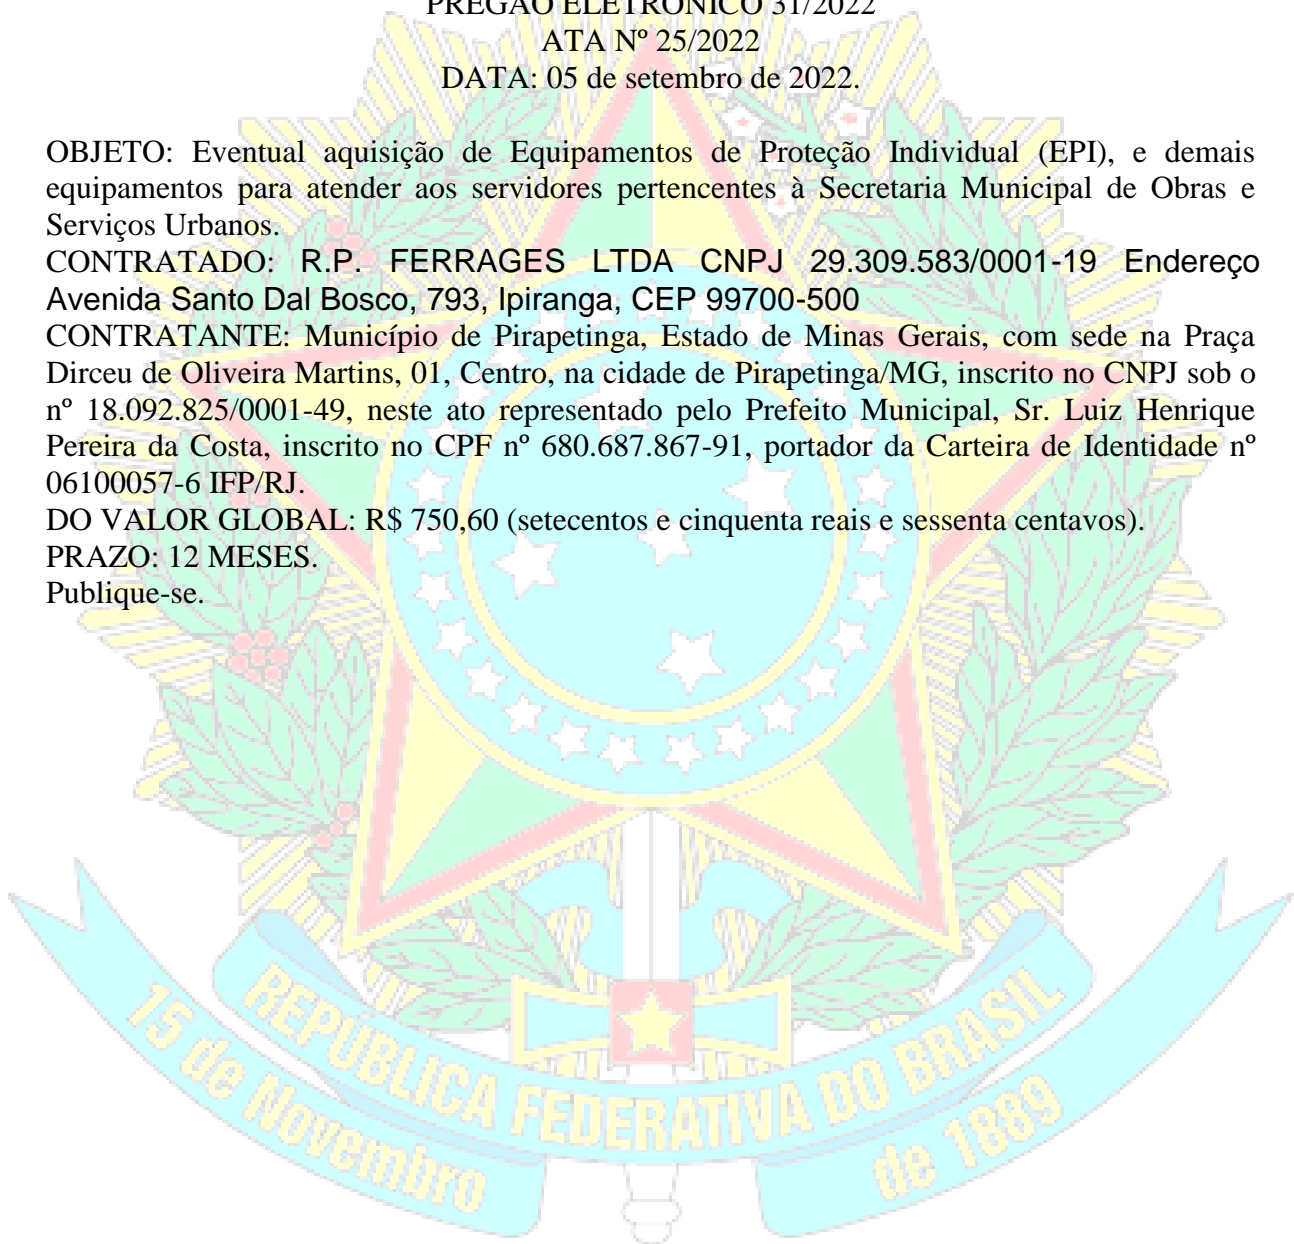 PREGÃO ELETRÔNICO 31/2022
ATA Nº 25/2022
DATA: 05 de setembro de 2022.
OBJETO: Eventual aquisição de Equipamentos de Proteção Individual (EPI), e demais
equipamentos para atender aos servidores pertencentes à Secretaria Municipal de Obras e
Serviços Urbanos.
CONTRATADO: R.P. FERRAGES LTDA CNPJ 29.309.583/0001-19 Endereço
Avenida Santo Dal Bosco, 793, Ipiranga, CEP 99700-500
CONTRATANTE: Município de Pirapetinga, Estado de Minas Gerais, com sede na Praça
Dirceu de Oliveira Martins, 01, Centro, na cidade de Pirapetinga/MG, inscrito no CNPJ sob o
nº 18.092.825/0001-49, neste ato representado pelo Prefeito Municipal, Sr. Luiz Henrique
Pereira da Costa, inscrito no CPF nº 680.687.867-91, portador da Carteira de Identidade nº
06100057-6 IFP/RJ.
DO VALOR GLOBAL: R$ 750,60 (setecentos e cinquenta reais e sessenta centavos).
PRAZO: 12 MESES.
Publique-se.
REPÚBLICA FEDERATIVA DO BRASIL
15 de Novembro de 1889